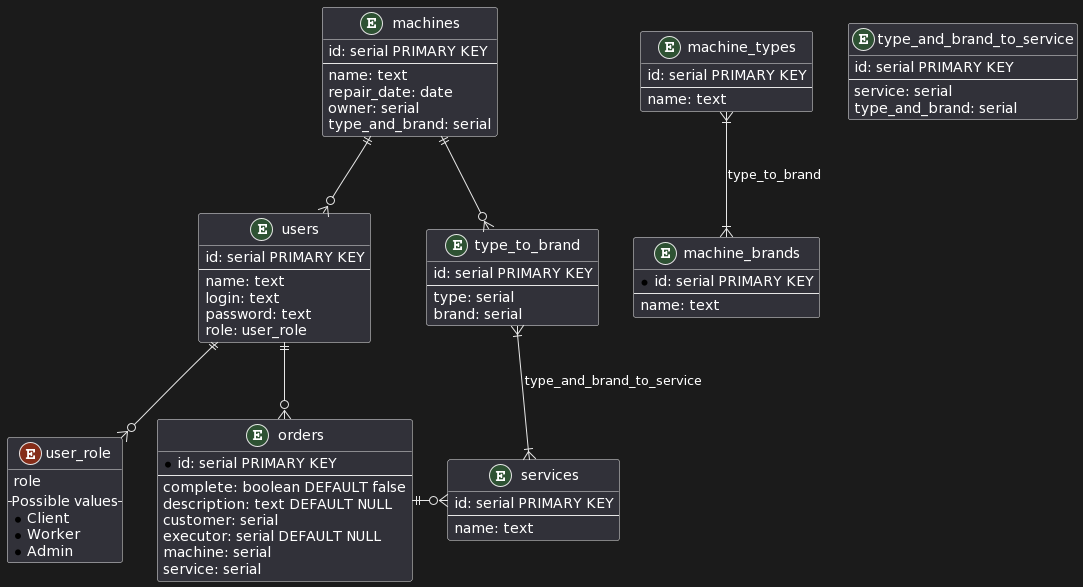 E machines
id: serial PRIMARY KEY
name: text
repair_date: date
owner: serial
type_and_brand: serial
E machine_types
id: serial PRIMARY KEY
name: text
E type_and_brand_to_service
id: serial PRIMARY KEY
service: serial
type_and_brand: serial
type_to_brand
E users
id: serial PRIMARY KEY
name: text
login: text
password: text
role: user_role
E type_to_brand
id: serial PRIMARY KEY
type: serial
brand: serial
E machine_brands
id: serial PRIMARY KEY
name: text
type_and_brand_to_service
E user_role
role
Possible values
Client
Worker
Admin
E orders
id: serial PRIMARY KEY
complete: boolean DEFAULT false
description: text DEFAULT NULL
customer: serial
executor: serial DEFAULT NULL
machine: serial
service: serial
E services
id: serial PRIMARY KEY
name: text